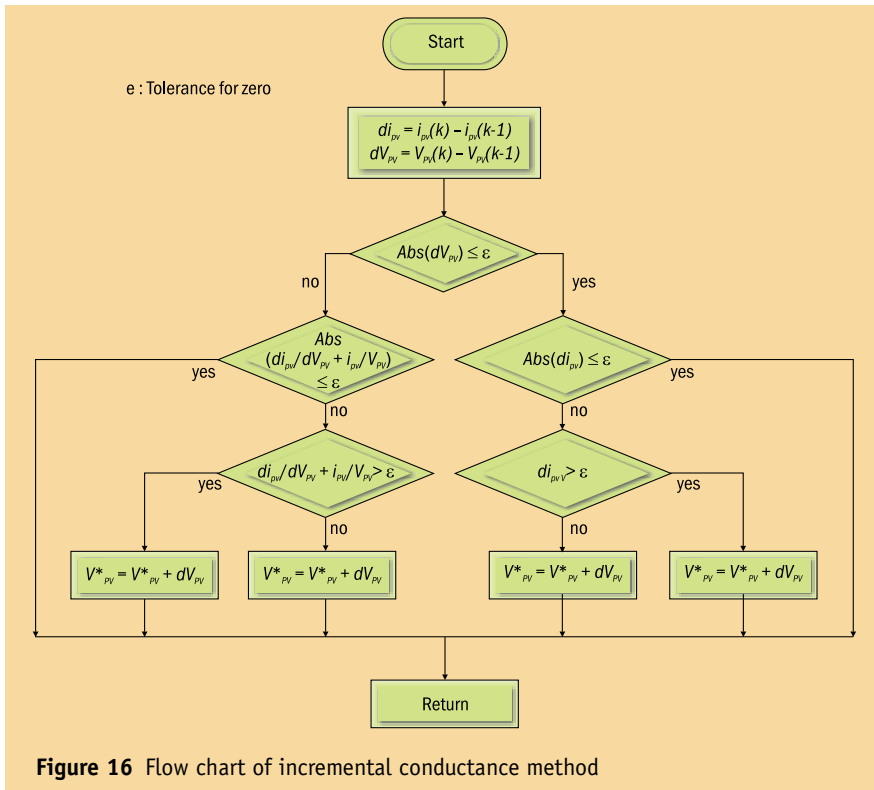 Start
e : Tolerance for zero
di_pv = i_pv(k) – i_pv(k-1)
dV_PV = V_PV(k) – V_PV(k-1)
Abs(dV_PV) ≤ ε
no
yes
Abs
(di_pv/dV_PV + i_pv/V_PV)
≤ ε
yes
no
Abs(di_pv) ≤ ε
yes
no
di_pv/dV_PV + i_PV/V_PV> ε
yes
no
di_pv V> ε
yes
no
V*_PV = V*_PV + dV_PV
V*_PV = V*_PV + dV_PV
V*_PV = V*_PV + dV_PV
V*_PV = V*_PV + dV_PV
Return
Figure 16 Flow chart of incremental conductance method